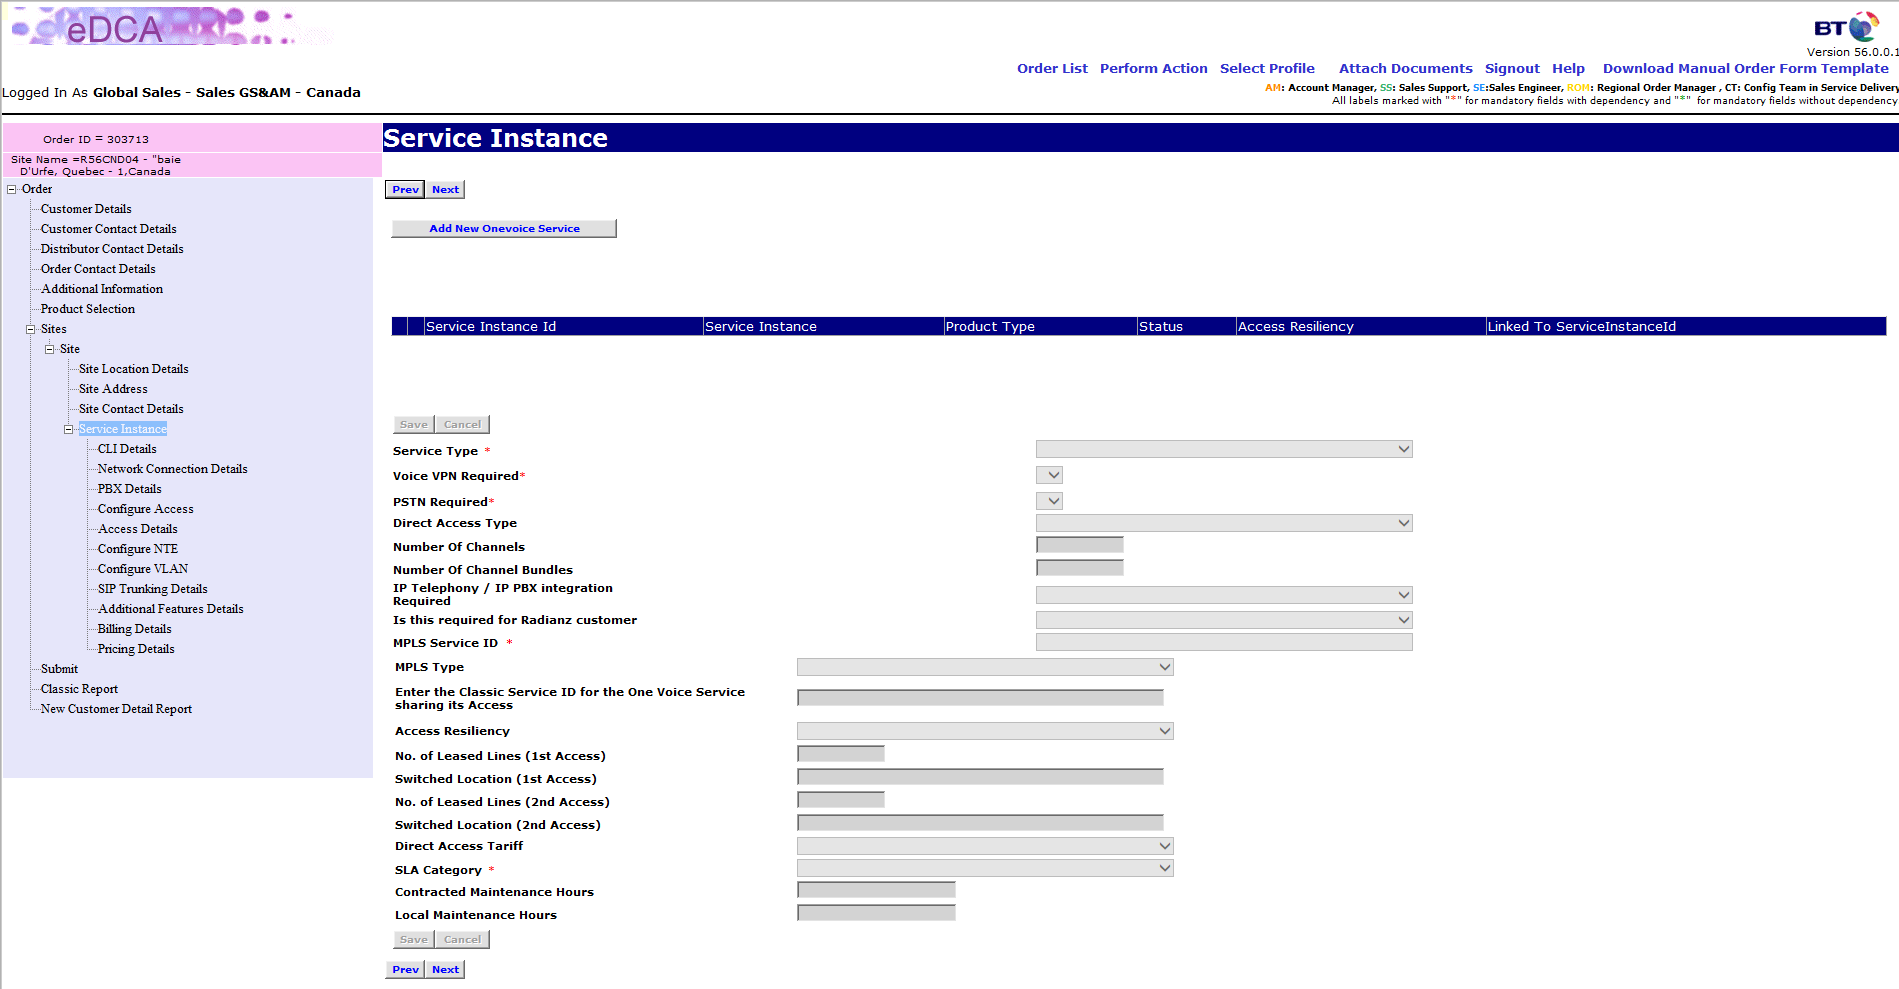 eDCA
BT
Version 56.0.0.1
Order List Perform Action Select Profile Attach Documents Signout Help Download Manual Order Form Template
Logged In As Global Sales - Sales GS&AM - Canada
AM: Account Manager, SS: Sales Support, SE:Sales Engineer, ROM: Regional Order Manager , CT: Config Team in Service Delivery
All labels marked with "*" for mandatory fields with dependency and "*" for mandatory fields without dependency
Order ID = 303713
Site Name =R56CND04 - "baie
D'Urfe, Quebec - 1,Canada
Order
Customer Details
Customer Contact Details
Distributor Contact Details
Order Contact Details
Additional Information
Product Selection
Sites
Site
Site Location Details
Site Address
Site Contact Details
Service Instance
CLI Details
Network Connection Details
PBX Details
Configure Access
Access Details
Configure NTE
Configure VLAN
SIP Trunking Details
Additional Features Details
Billing Details
Pricing Details
Submit
Classic Report
New Customer Detail Report
Service Instance
Prev Next
Add New Onevoice Service
Service Instance Id Service Instance Product Type Status Access Resiliency Linked To ServiceInstanceId
Save Cancel
Service Type *
Voice VPN Required*
PSTN Required*
Direct Access Type
Number Of Channels
Number Of Channel Bundles
IP Telephony / IP PBX integration
Required
Is this required for Radianz customer
MPLS Service ID *
MPLS Type
Enter the Classic Service ID for the One Voice Service
sharing its Access
Access Resiliency
No. of Leased Lines (1st Access)
Switched Location (1st Access)
No. of Leased Lines (2nd Access)
Switched Location (2nd Access)
Direct Access Tariff
SLA Category *
Contracted Maintenance Hours
Local Maintenance Hours
Save Cancel
Prev Next